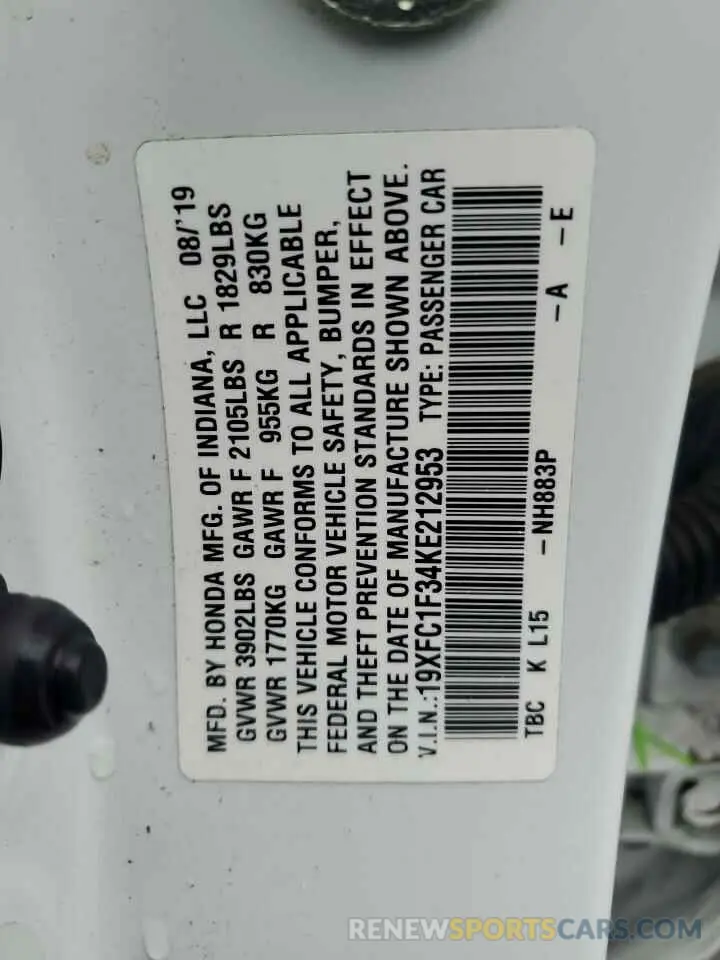 MFD. BY HONDA MFG. OF INDIANA, LLC 08/'19
GVWR 3902LBS GAWR F 2105LBS R 1829LBS
GVWR 1770KG GAWR F 955KG R 830KG
THIS VEHICLE CONFORMS TO ALL APPLICABLE
FEDERAL MOTOR VEHICLE SAFETY, BUMPER,
AND THEFT PREVENTION STANDARDS IN EFFECT
ON THE DATE OF MANUFACTURE SHOWN ABOVE.
V.I.N.:19XFC1F34KE212953 TYPE: PASSENGER CAR
TBC K L15 -NH883P -A -E
RENEWSPORTSCARS.COM